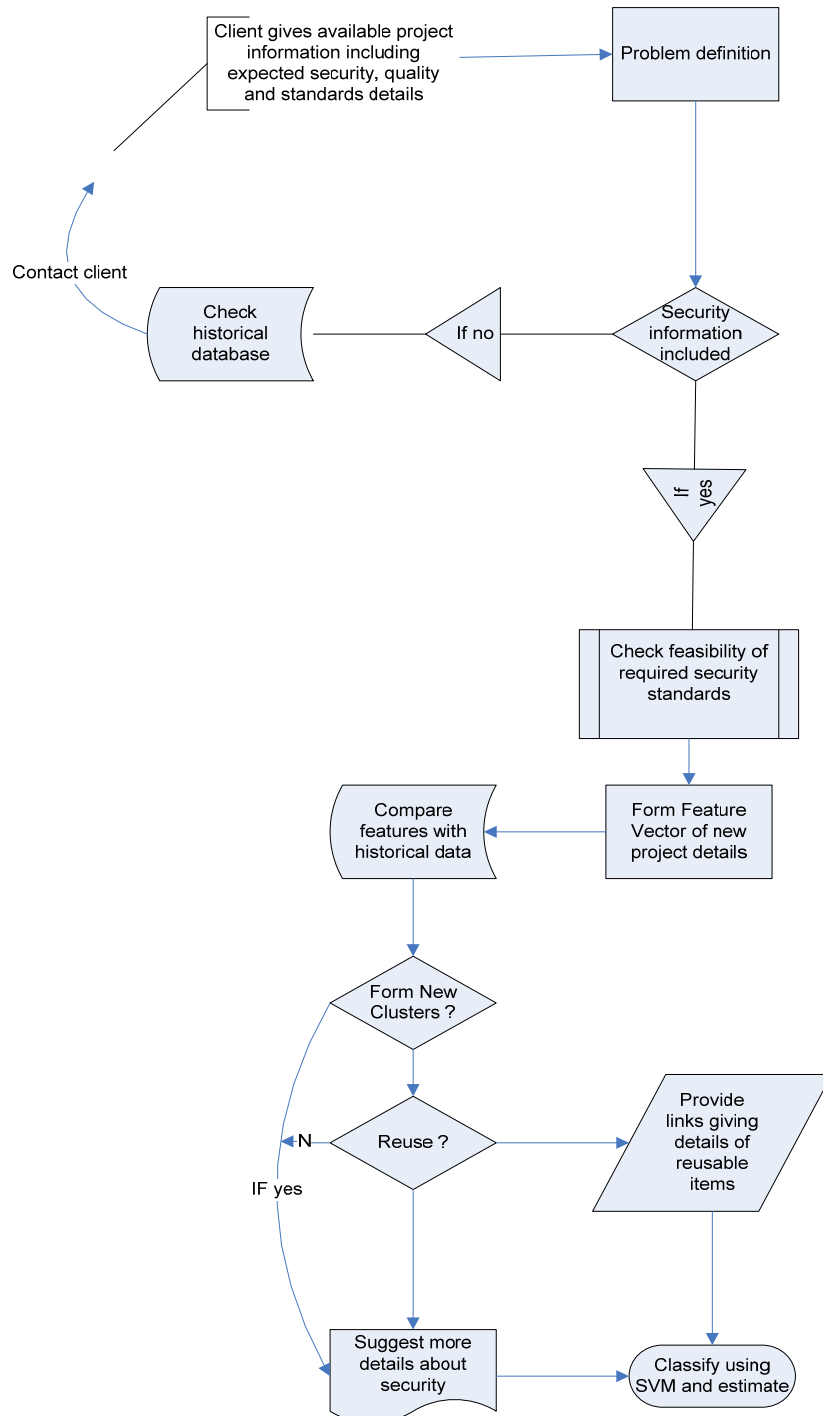 Client gives available project
information including
expected security, quality
and standards details
Problem definition
Contact client
Check
historical
database
If no
Security
information
included
If
yes
Check feasibility of
required security
standards
Compare
features with
historical data
Form Feature
Vector of new
project details
Form New
Clusters ?
Provide
links giving
details of
reusable
items
N
Reuse ?
IF yes
Suggest more
details about
security
Classify using
SVM and estimate